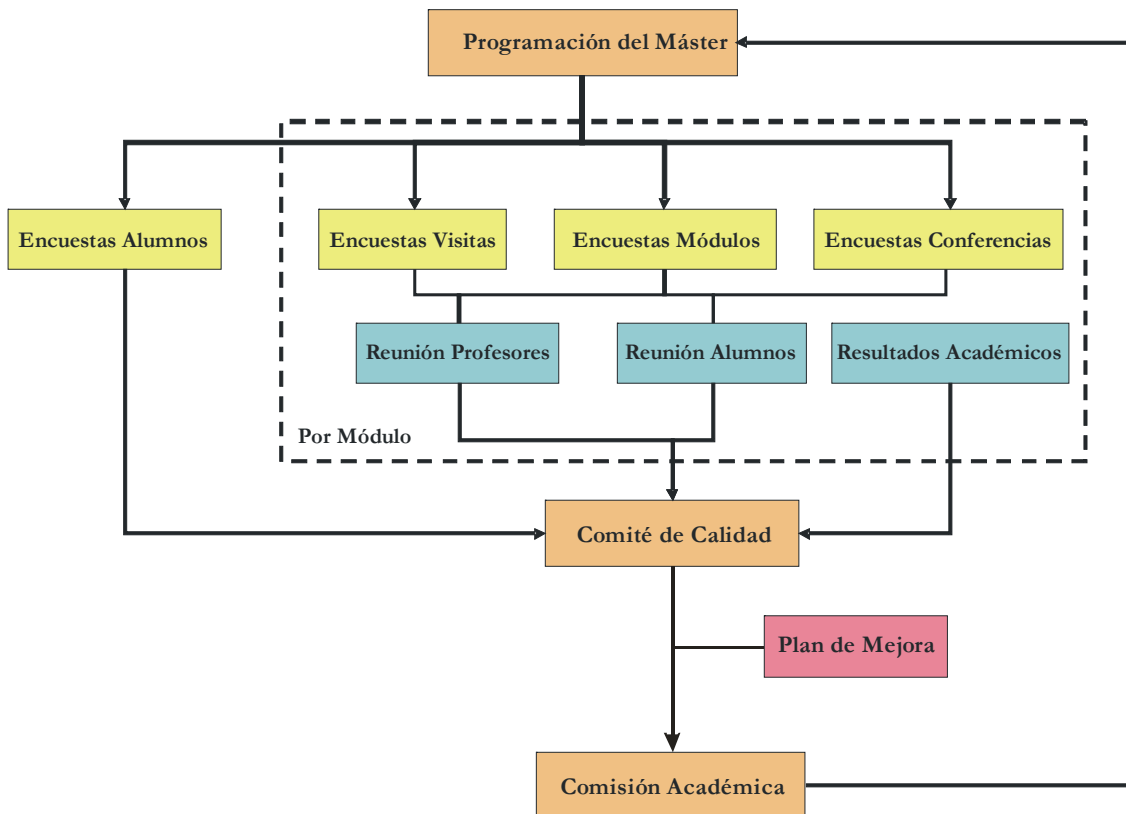 Programación del Máster
Encuestas Alumnos
Encuestas Visitas
Encuestas Módulos
Encuestas Conferencias
Reunión Profesores
Reunión Alumnos
Resultados Académicos
Por Módulo
Comité de Calidad
Plan de Mejora
Comisión Académica